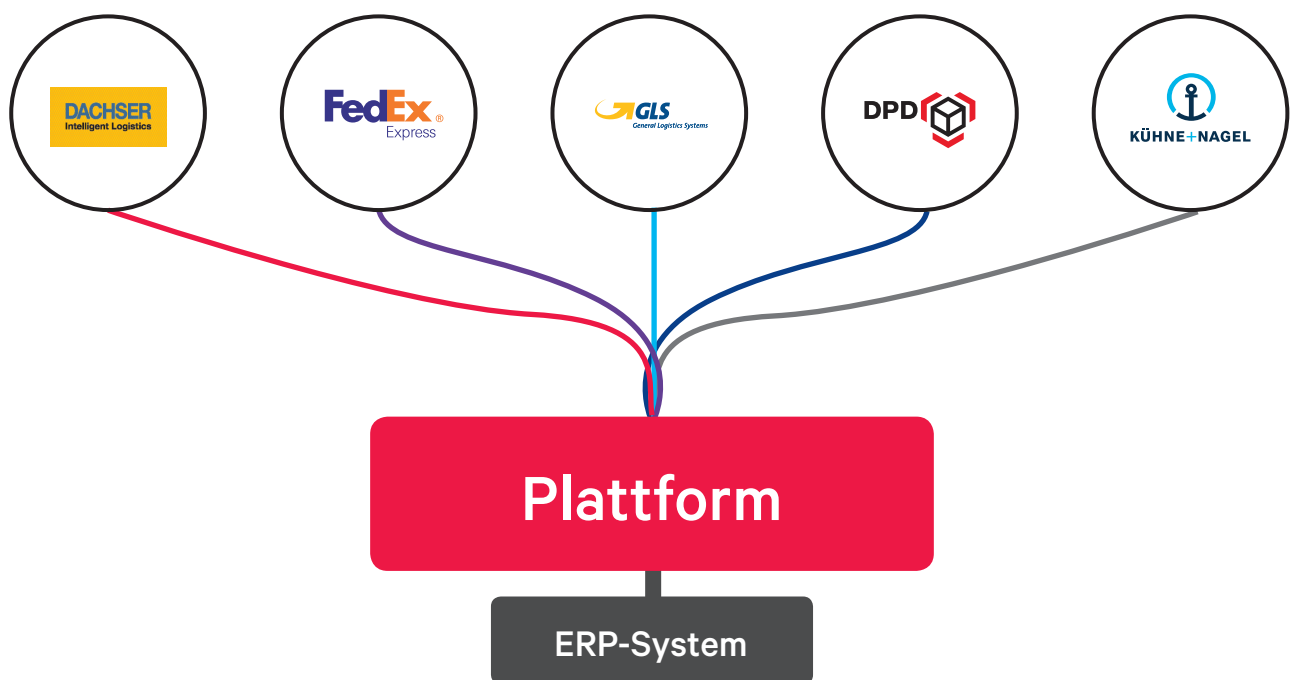 DACHSER
Intelligent Logistics
FedEx ®
Express
GLS
General Logistics Systems
DPD
KÜHNE+NAGEL
Plattform
ERP-System